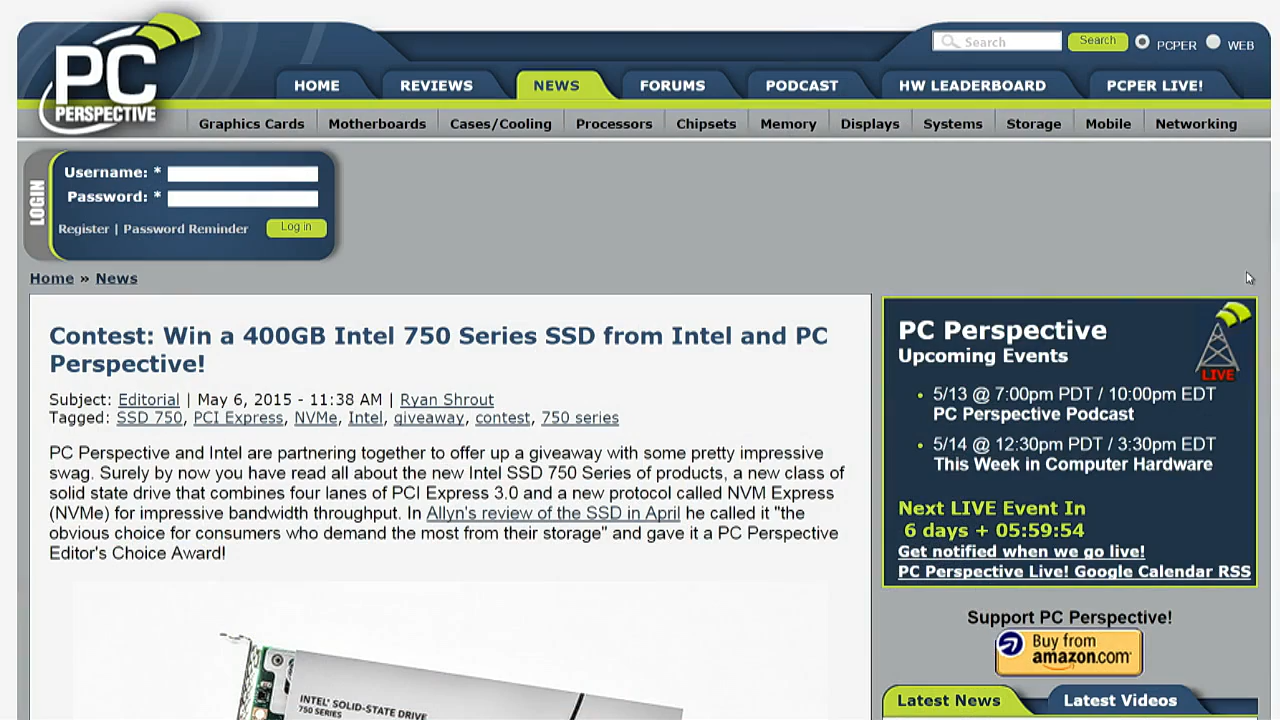 PC
PERSPECTIVE
Search
Search
PCPER
WEB
HOME
REVIEWS
NEWS
FORUMS
PODCAST
HW LEADERBOARD
PCPER LIVE!
Graphics Cards
Motherboards
Cases/Cooling
Processors
Chipsets
Memory
Displays
Systems
Storage
Mobile
Networking
LOGIN
Username: *
Password: *
Register | Password Reminder
Log in
Home » News
Contest: Win a 400GB Intel 750 Series SSD from Intel and PC
Perspective!
Subject: Editorial | May 6, 2015 - 11:38 AM | Ryan Shrout
Tagged: SSD 750, PCI Express, NVMe, Intel, giveaway, contest, 750 series
PC Perspective and Intel are partnering together to offer up a giveaway with some pretty impressive
swag. Surely by now you have read all about the new Intel SSD 750 Series of products, a new class of
solid state drive that combines four lanes of PCI Express 3.0 and a new protocol called NVM Express
(NVMe) for impressive bandwidth throughput. In Allyn's review of the SSD in April he called it "the
obvious choice for consumers who demand the most from their storage" and gave it a PC Perspective
Editor's Choice Award!
INTEL® SOLID-STATE DRIVE
750 SERIES
PC Perspective
Upcoming Events
LIVE
• 5/13 @ 7:00pm PDT / 10:00pm EDT
PC Perspective Podcast
• 5/14 @ 12:30pm PDT / 3:30pm EDT
This Week in Computer Hardware
Next LIVE Event In
6 days + 05:59:54
Get notified when we go live!
PC Perspective Live! Google Calendar RSS
Support PC Perspective!
Buy from
amazon.com
Latest News
Latest Videos